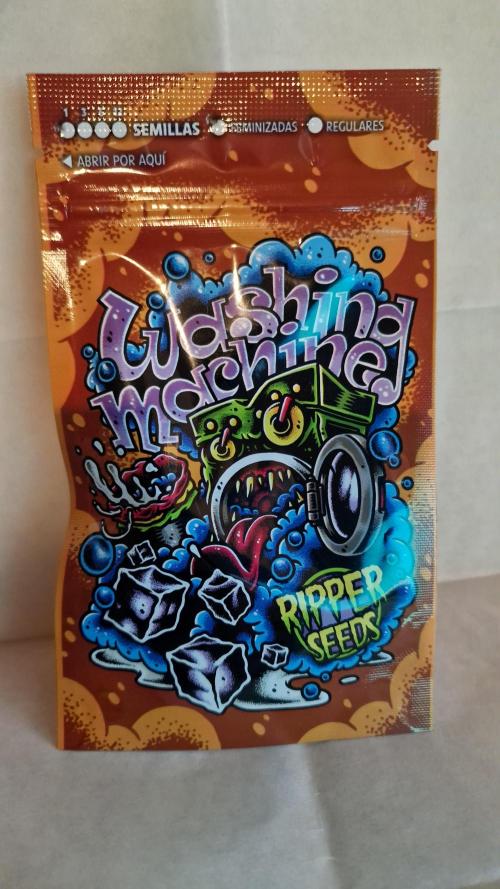 1 3 5 10
SEMILLAS FEMINIZADAS REGULARES
ABRIR POR AQUÍ
Washing
machine
RIPPER
SEEDS